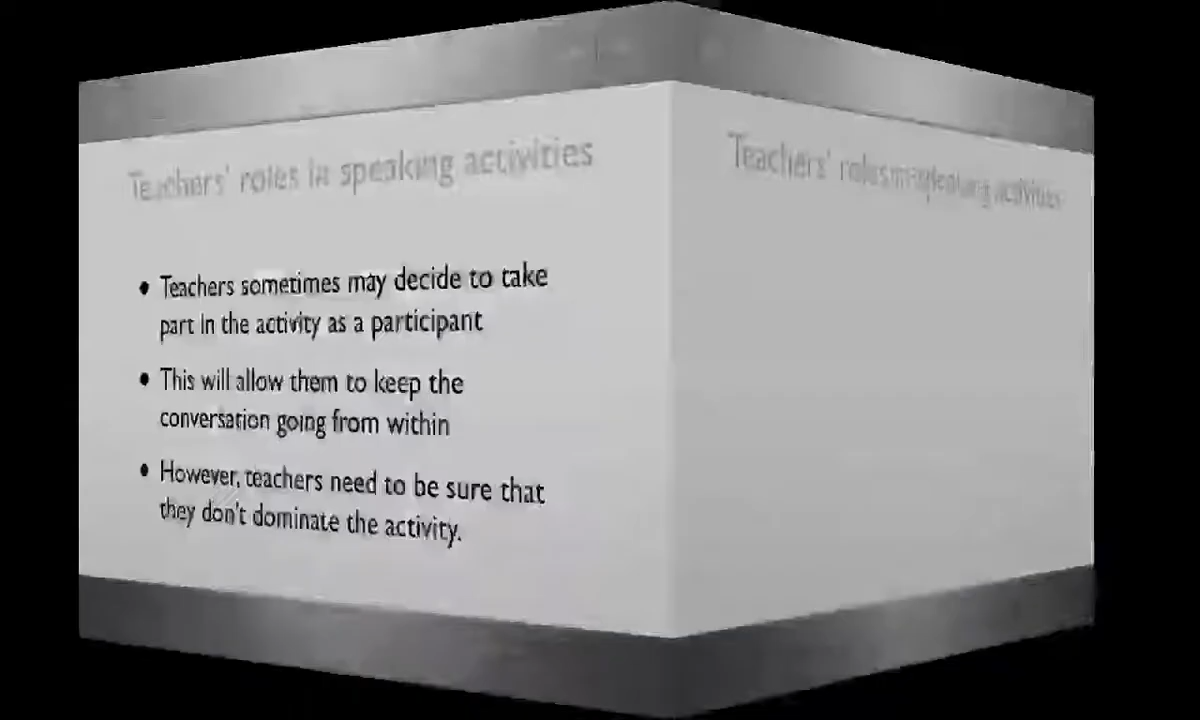 Teachers' roles in speaking activities
• Teachers sometimes may decide to take
part in the activity as a participant
• This will allow them to keep the
conversation going from within
• However, teachers need to be sure that
they don't dominate the activity.
Teachers' roles activities